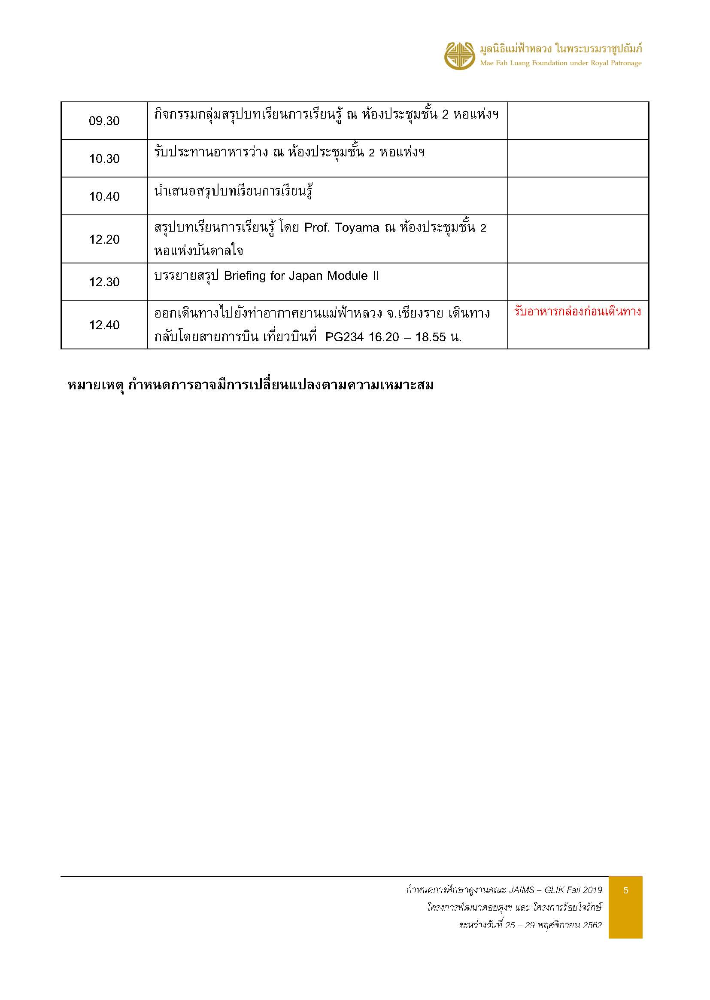 มูลนิธิแม่ฟ้าหลวง ในพระบรมราชูปถัมภ์
Mae Fah Luang Foundation under Royal Patronage
09.30 กิจกรรมกลุ่มสรุปบทเรียนการเรียนรู้ ณ ห้องประชุมชั้น 2 หอแห่งฯ
10.30 รับประทานอาหารว่าง ณ ห้องประชุมชั้น 2 หอแห่งฯ
10.40 นำเสนอสรุปบทเรียนการเรียนรู้
12.20 สรุปบทเรียนการเรียนรู้ โดย Prof. Toyama ณ ห้องประชุมชั้น 2
หอแห่งบันดาลใจ
12.30 บรรยายสรุป Briefing for Japan Module II
12.40 ออกเดินทางไปยังท่าอากาศยานแม่ฟ้าหลวง จ.เชียงราย เดินทาง รับอาหารกล่องก่อนเดินทาง
กลับโดยสายการบิน เที่ยวบินที่ PG234 16.20 – 18.55 น.
หมายเหตุ กำหนดการอาจมีการเปลี่ยนแปลงตามความเหมาะสม
กำหนดการศึกษาดูงานคณะ JAIMS – GLIK Fall 2019 5
โครงการพัฒนาดอยตุงฯ และ โครงการร้อยใจรักษ์
ระหว่างวันที่ 25 – 29 พฤศจิกายน 2562